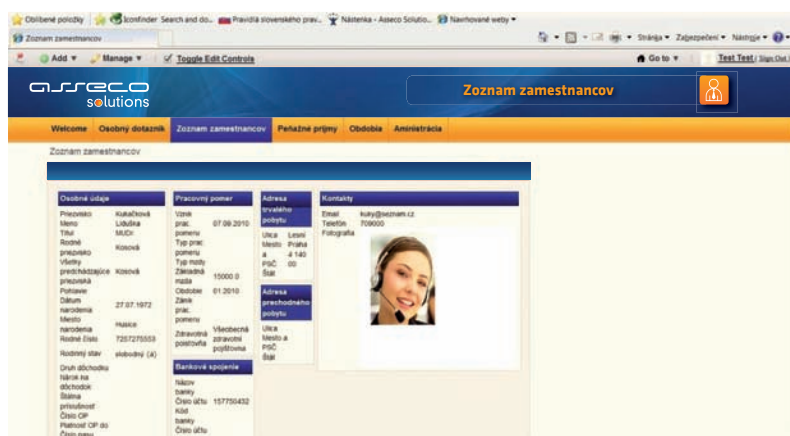 Obľúbené položky Iconfinder Search and do... Pravidlá slovenského prav... Nástenka - Asseco Solutio... Navrhované weby
Zoznam zamestnancov
Stránka Zabezpečení Nástroje
Add Manage Toggle Edit Controls Go to Test Test / Sign Out
asseco solutions
Zoznam zamestnancov
Welcome Osobný dotazník Zoznam zamestnancov Peňažné príjmy Obdobia Aministrácia
Zoznam zamestnancov
Osobné údaje
Priezvisko Kukačková
Meno Liduška
Titul MUDr.
Rodné priezvisko Kosová
Všetky predchádzajúce priezviská Kosová
Pohlavie
Dátum narodenia 27.07.1972
Miesto narodenia Husice
Rodné číslo 7257275553
Rodinný stav slobodný (á)
Druh dôchodku
Nárok na dôchodok
Štátna príslušnosť
Číslo OP
Platnosť OP do
Číslo pasu
Pracovný pomer
Vznik prac. pomeru 07.09.2010
Typ prac. pomeru
Typ mzdy
Základná mzda 15000.0
Obdobie 01.2010
Zánik prac. pomeru
Zdravotná poisťovňa Všeobecná zdravotní pojišťovna
Bankové spojenie
Názov banky
Číslo účtu 157750432
Kód banky
Číslo účtu
Adresa trvalého pobytu
Ulica Lesní
Mesto a PSČ Praha 4 140 00
Štát
Adresa prechodného pobytu
Ulica
Mesto a PSČ
Štát
Kontakty
Email kuky@seznam.cz
Telefón 709000
Fotografia